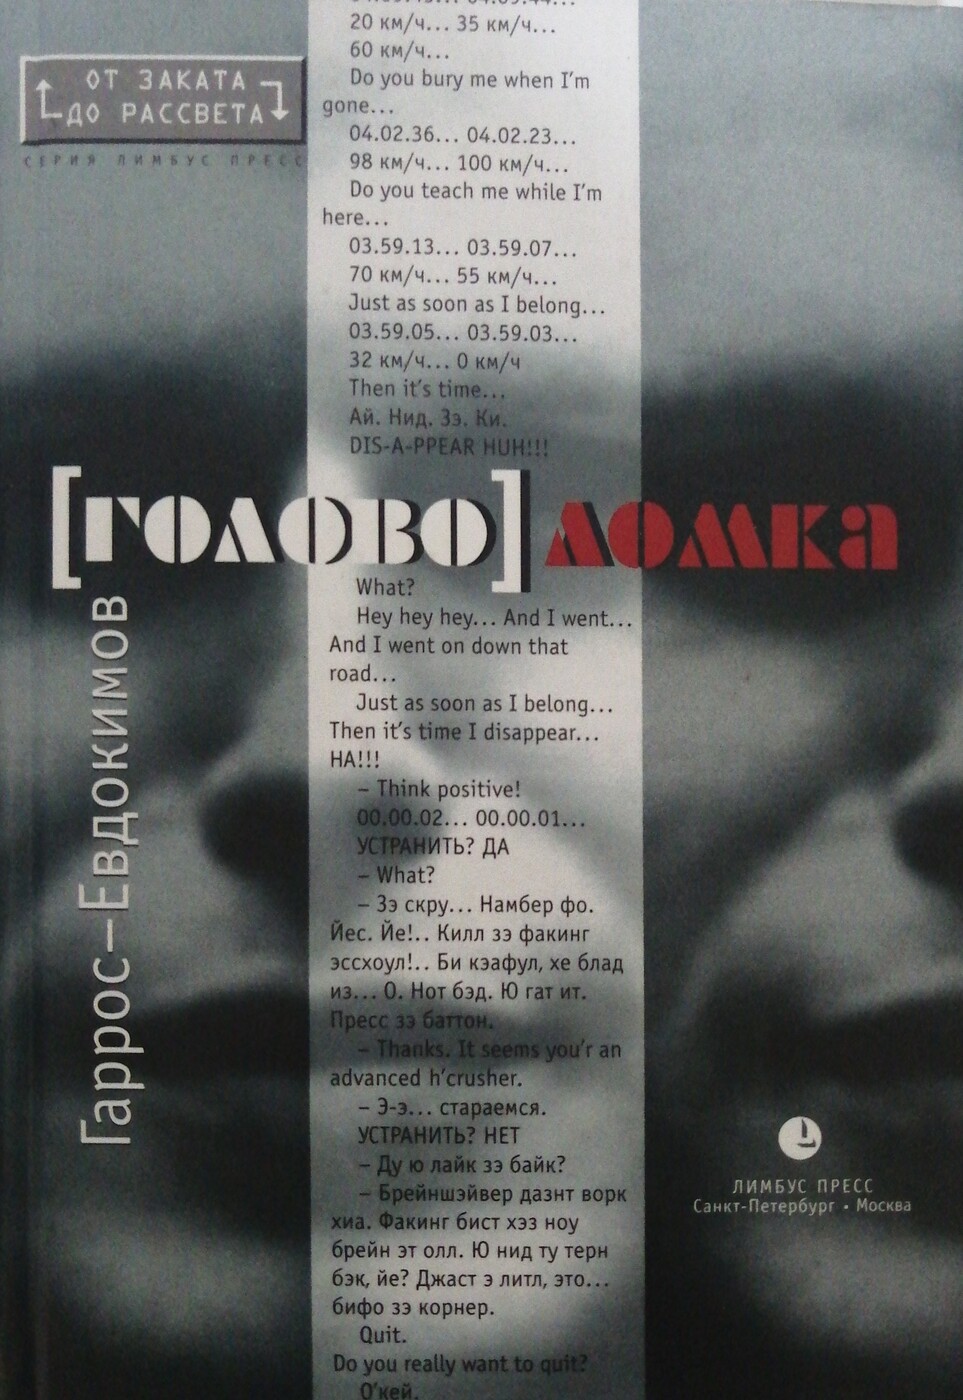 ОТ ЗАКАТА
ДО РАССВЕТА
СЕРИЯ ЛИМБУС ПРЕСС
20 км/ч... 35 км/ч...
60 км/ч...
Do you bury me when I'm
gone...
04.02.36... 04.02.23...
98 км/ч... 100 км/ч...
Do you teach me while I'm
here...
03.59.13... 03.59.07...
70 км/ч... 55 км/ч...
Just as soon as I belong...
03.59.05... 03.59.03...
32 км/ч... 0 км/ч
Then it's time...
Ай. Нид. Зэ. Ки.
DIS-A-PPEAR HUH!!!
[ГОЛОВО]ЛОМКА
What?
Hey hey hey... And I went...
And I went on down that
road...
Just as soon as I belong...
Then it's time I disappear...
HA!!!
– Think positive!
00.00.02... 00.00.01...
УСТРАНИТЬ? ДА
– What?
– Зэ скру... Намбер фо.
Йес. Йе!.. Килл зэ факинг
эссхоул!.. Би кэафул, хе блад
из... О. Нот бэд. Ю гат ит.
Пресс зэ баттон.
– Thanks. It seems you'r an
advanced h'crusher.
– Э-э... стараемся.
УСТРАНИТЬ? НЕТ
– Ду ю лайк зэ байк?
– Брейншэйвер дазнт ворк
хиа. Факинг бист хэз ноу
брейн эт олл. Ю нид ту терн
бэк, йе? Джаст э литл, это...
бифо зэ корнер.
Quit.
Do you really want to quit?
О'кей.
Гаррос–Евдокимов
ЛИМБУС ПРЕСС
Санкт-Петербург • Москва